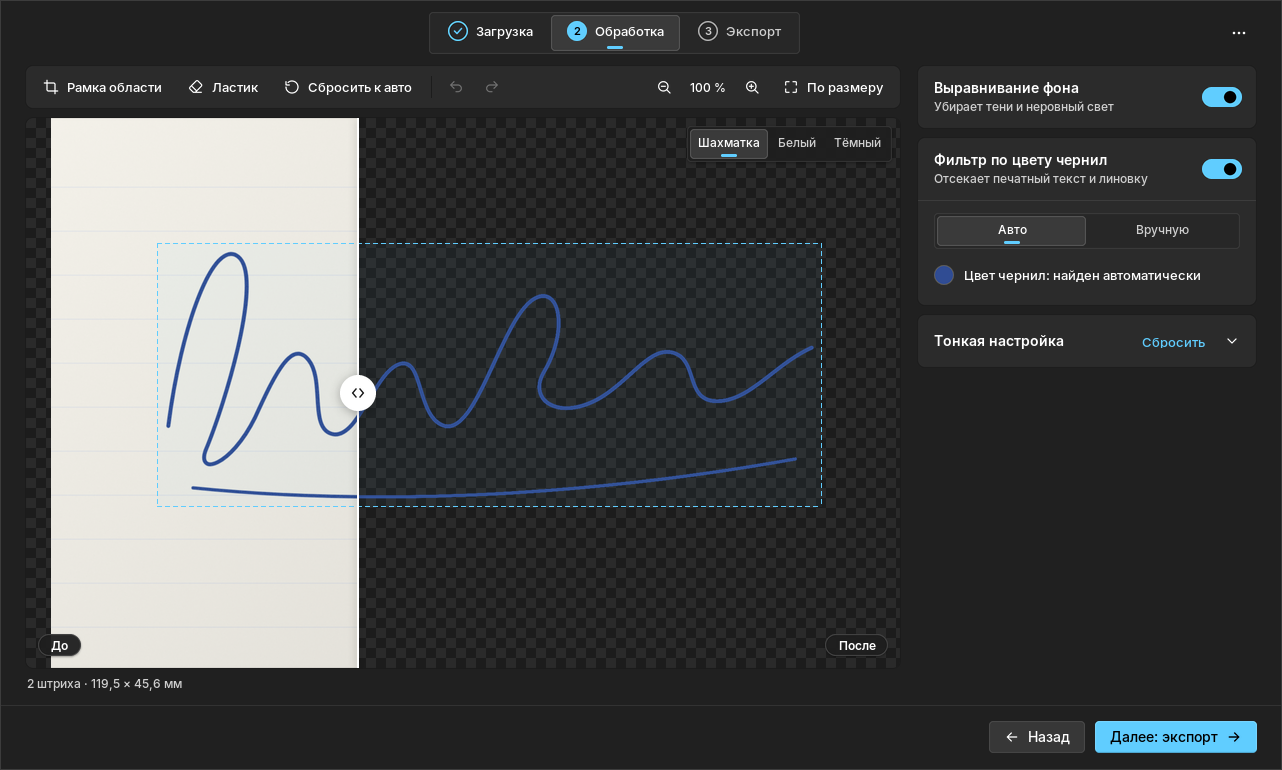 Загрузка
2 Обработка
3 Экспорт
Рамка области
Ластик
Сбросить к авто
100 %
По размеру
Шахматка
Белый
Тёмный
До
После
2 штриха · 119,5 × 45,6 мм
Выравнивание фона
Убирает тени и неровный свет
Фильтр по цвету чернил
Отсекает печатный текст и линовку
Авто
Вручную
Цвет чернил: найден автоматически
Тонкая настройка
Сбросить
Назад
Далее: экспорт